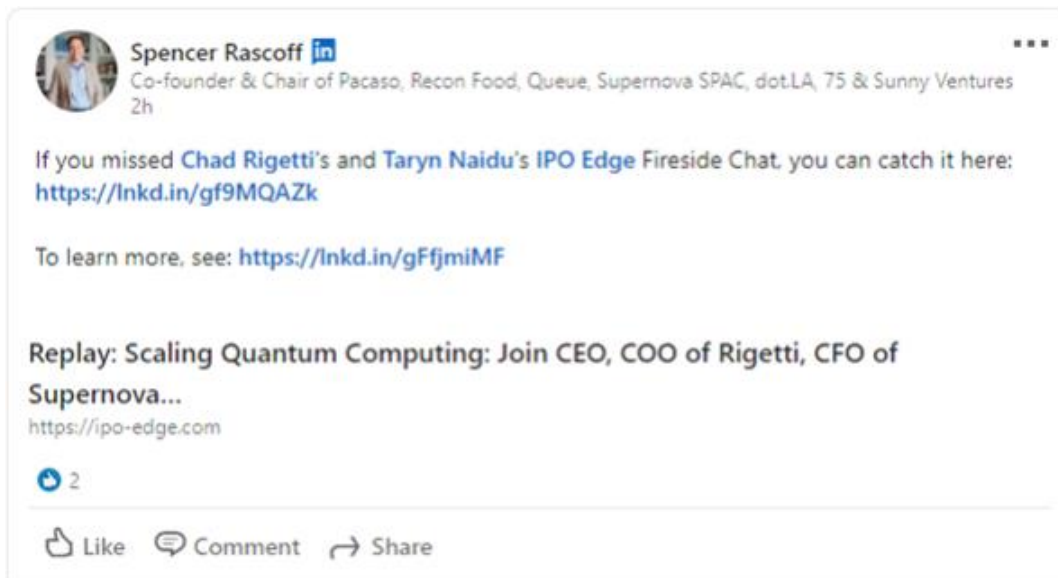 Spencer Rascoff in
Co-founder & Chair of Pacaso, Recon Food, Queue, Supernova SPAC, dot.LA, 75 & Sunny Ventures
2h
If you missed Chad Rigetti's and Taryn Naidu's IPO Edge Fireside Chat, you can catch it here:
https://lnkd.in/gf9MQAZk
To learn more, see: https://lnkd.in/gFfjmiMF
Replay: Scaling Quantum Computing: Join CEO, COO of Rigetti, CFO of
Supernova...
https://ipo-edge.com
2
Like Comment Share